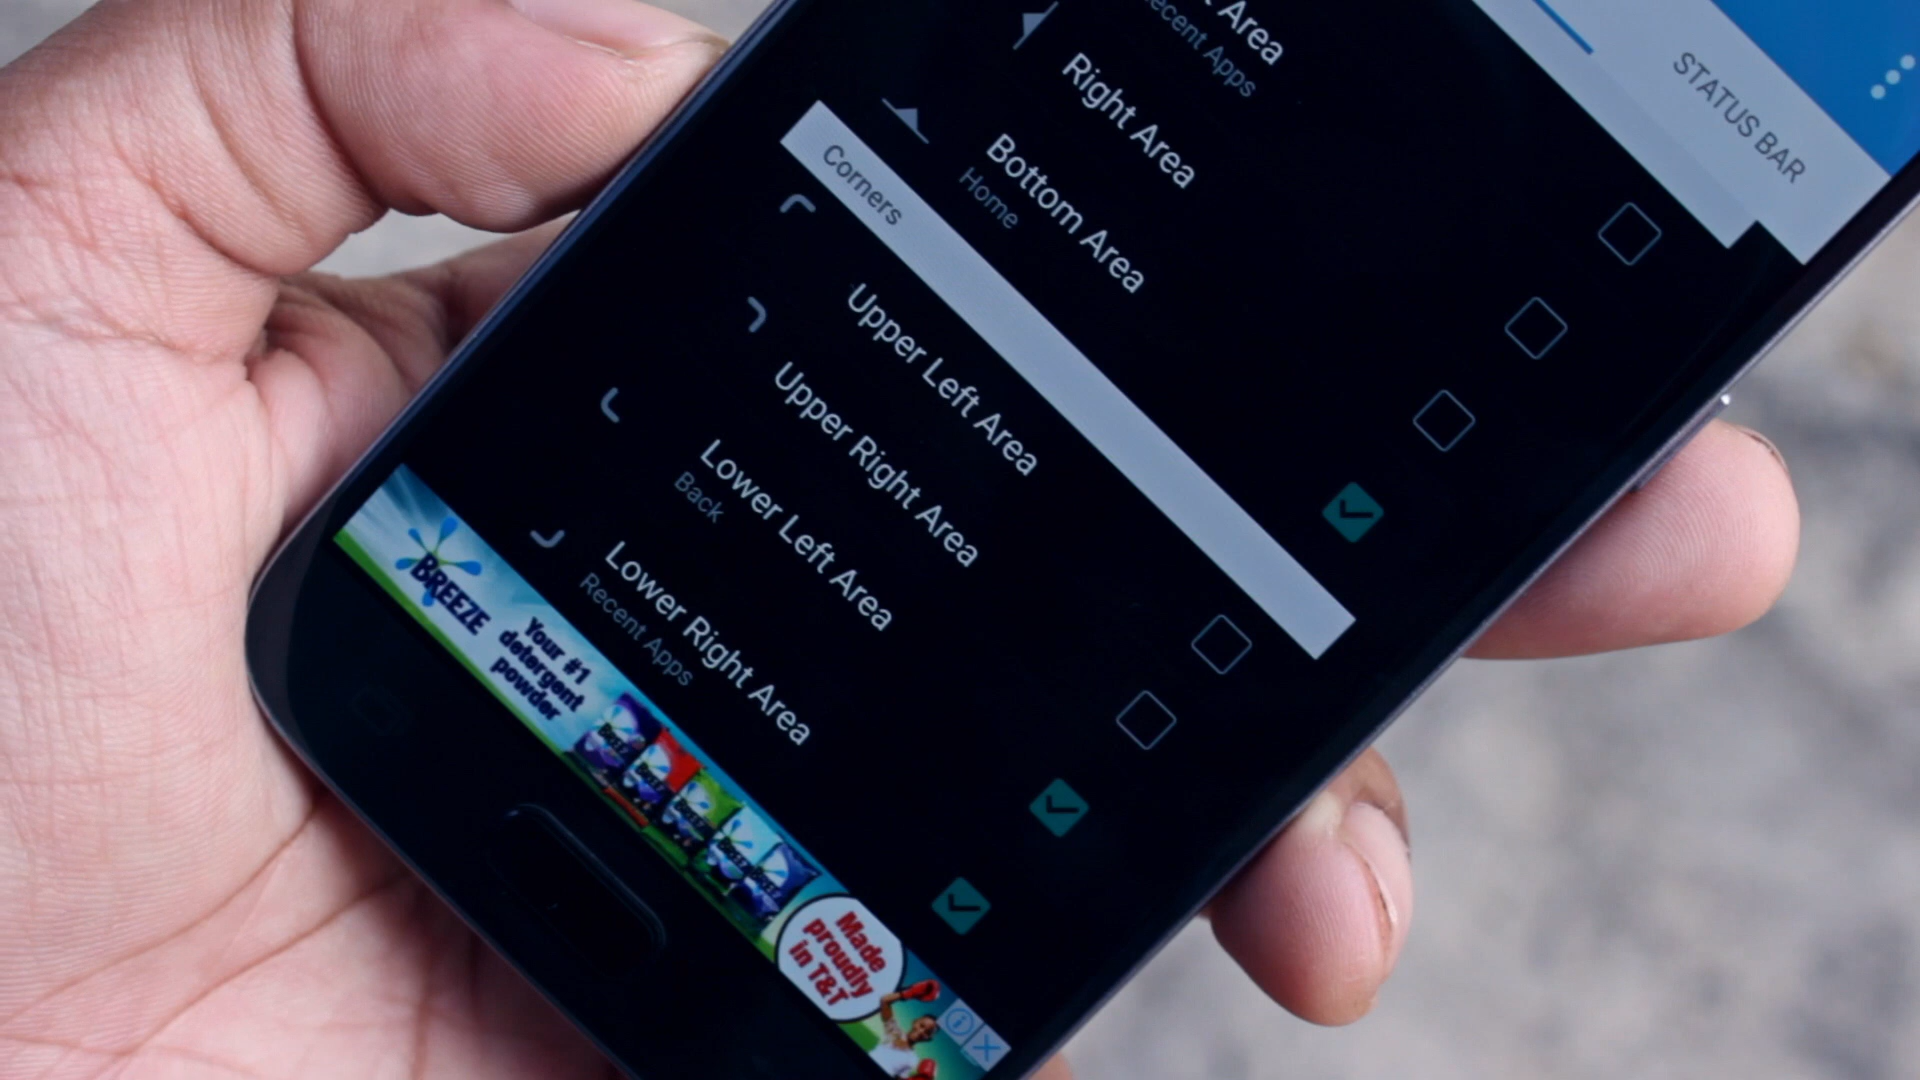 STATUS BAR
Area
Recent Apps
Right Area
Bottom Area
Home
Corners
Upper Left Area
Upper Right Area
Lower Left Area
Back
Lower Right Area
Recent Apps
BREEZE
Your #1
detergent
powder
Made
proudly
in T&T